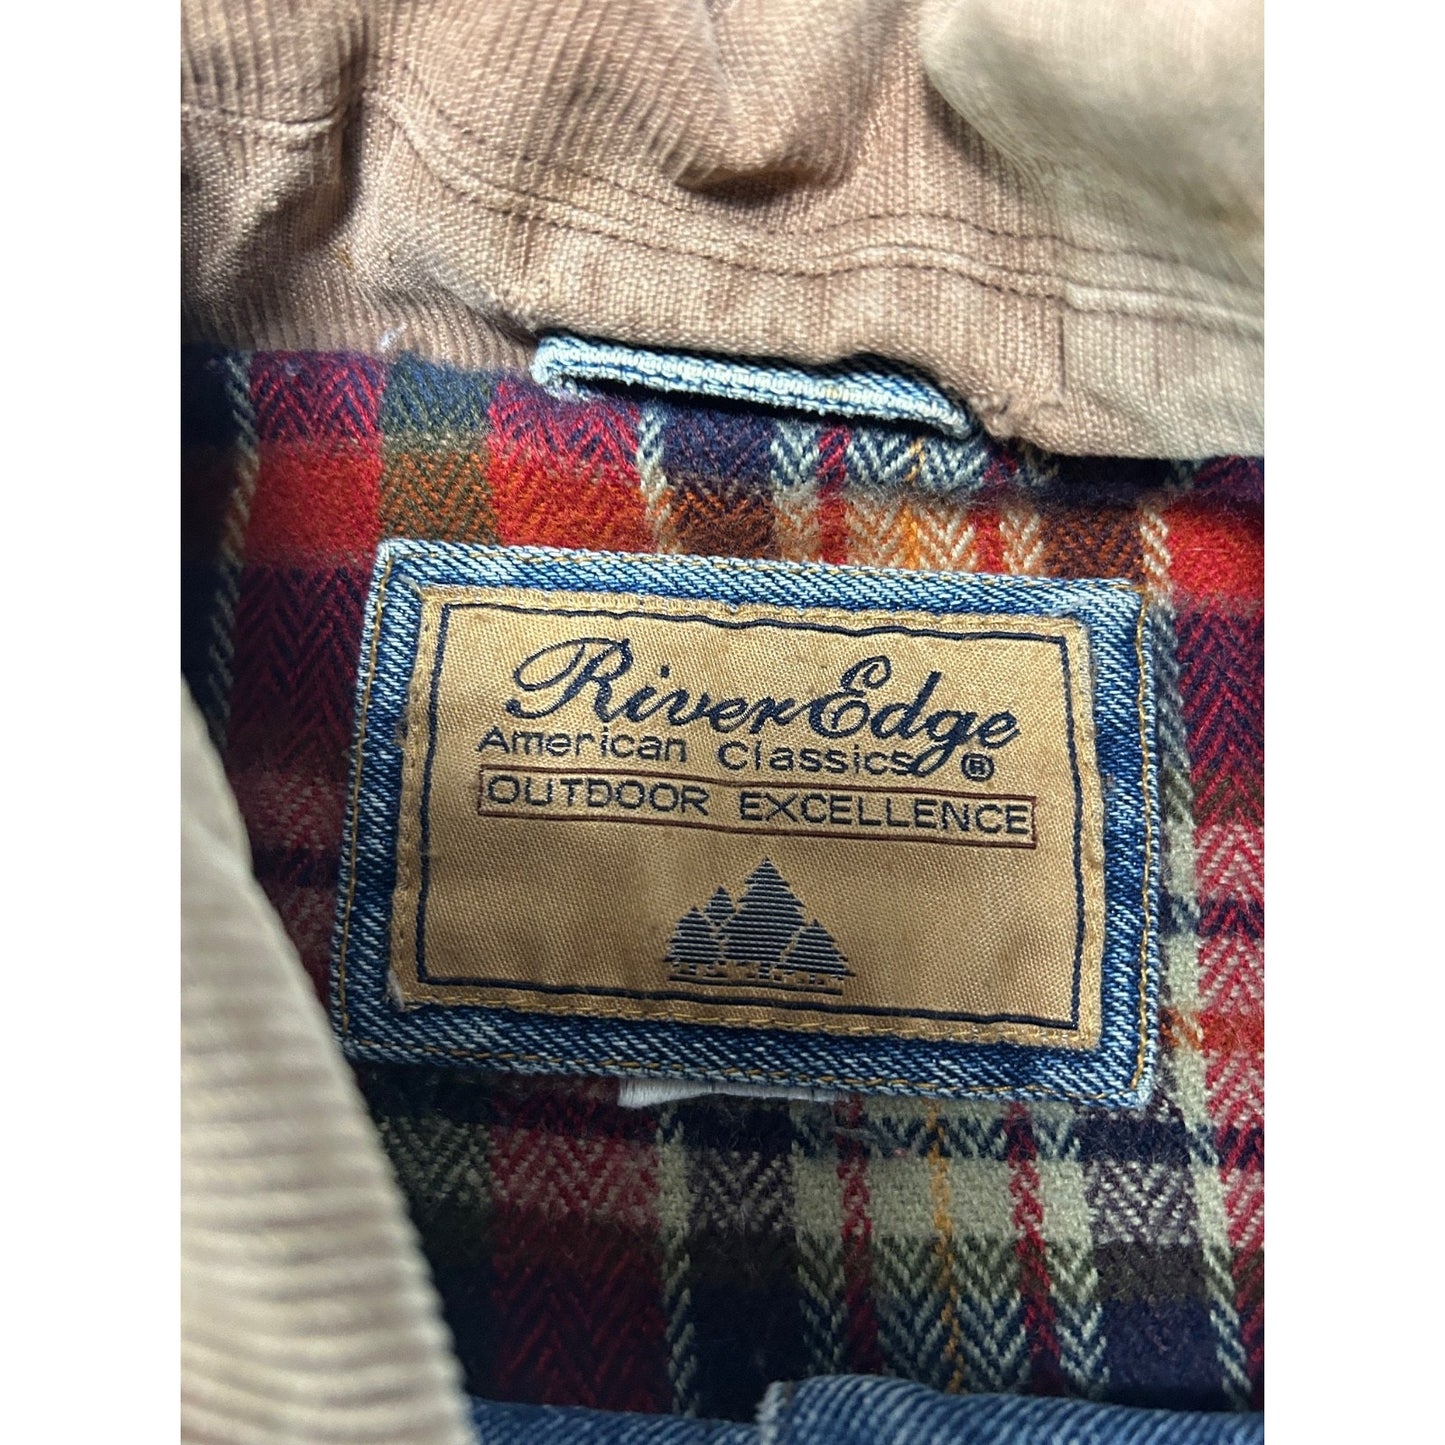 RiverEdge
American Classics ®
OUTDOOR EXCELLENCE